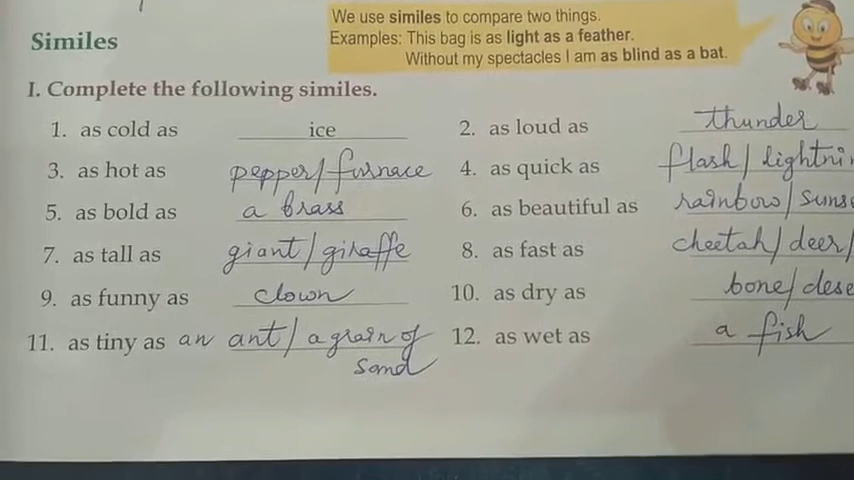 We use similes to compare two things.
Similes
Examples: This bag is as light as a feather.
Without my spectacles I am as blind as a bat.
I. Complete the following similes.
1. as cold as ice 2. as loud as thunder
3. as hot as pepper/furnace 4. as quick as flash/lightnin
5. as bold as a brass 6. as beautiful as rainbow/sunse
7. as tall as giant/giraffe 8. as fast as cheetah/deer/
9. as funny as clown 10. as dry as bone/dese
11. as tiny as an ant/a grain of 12. as wet as a fish
sand